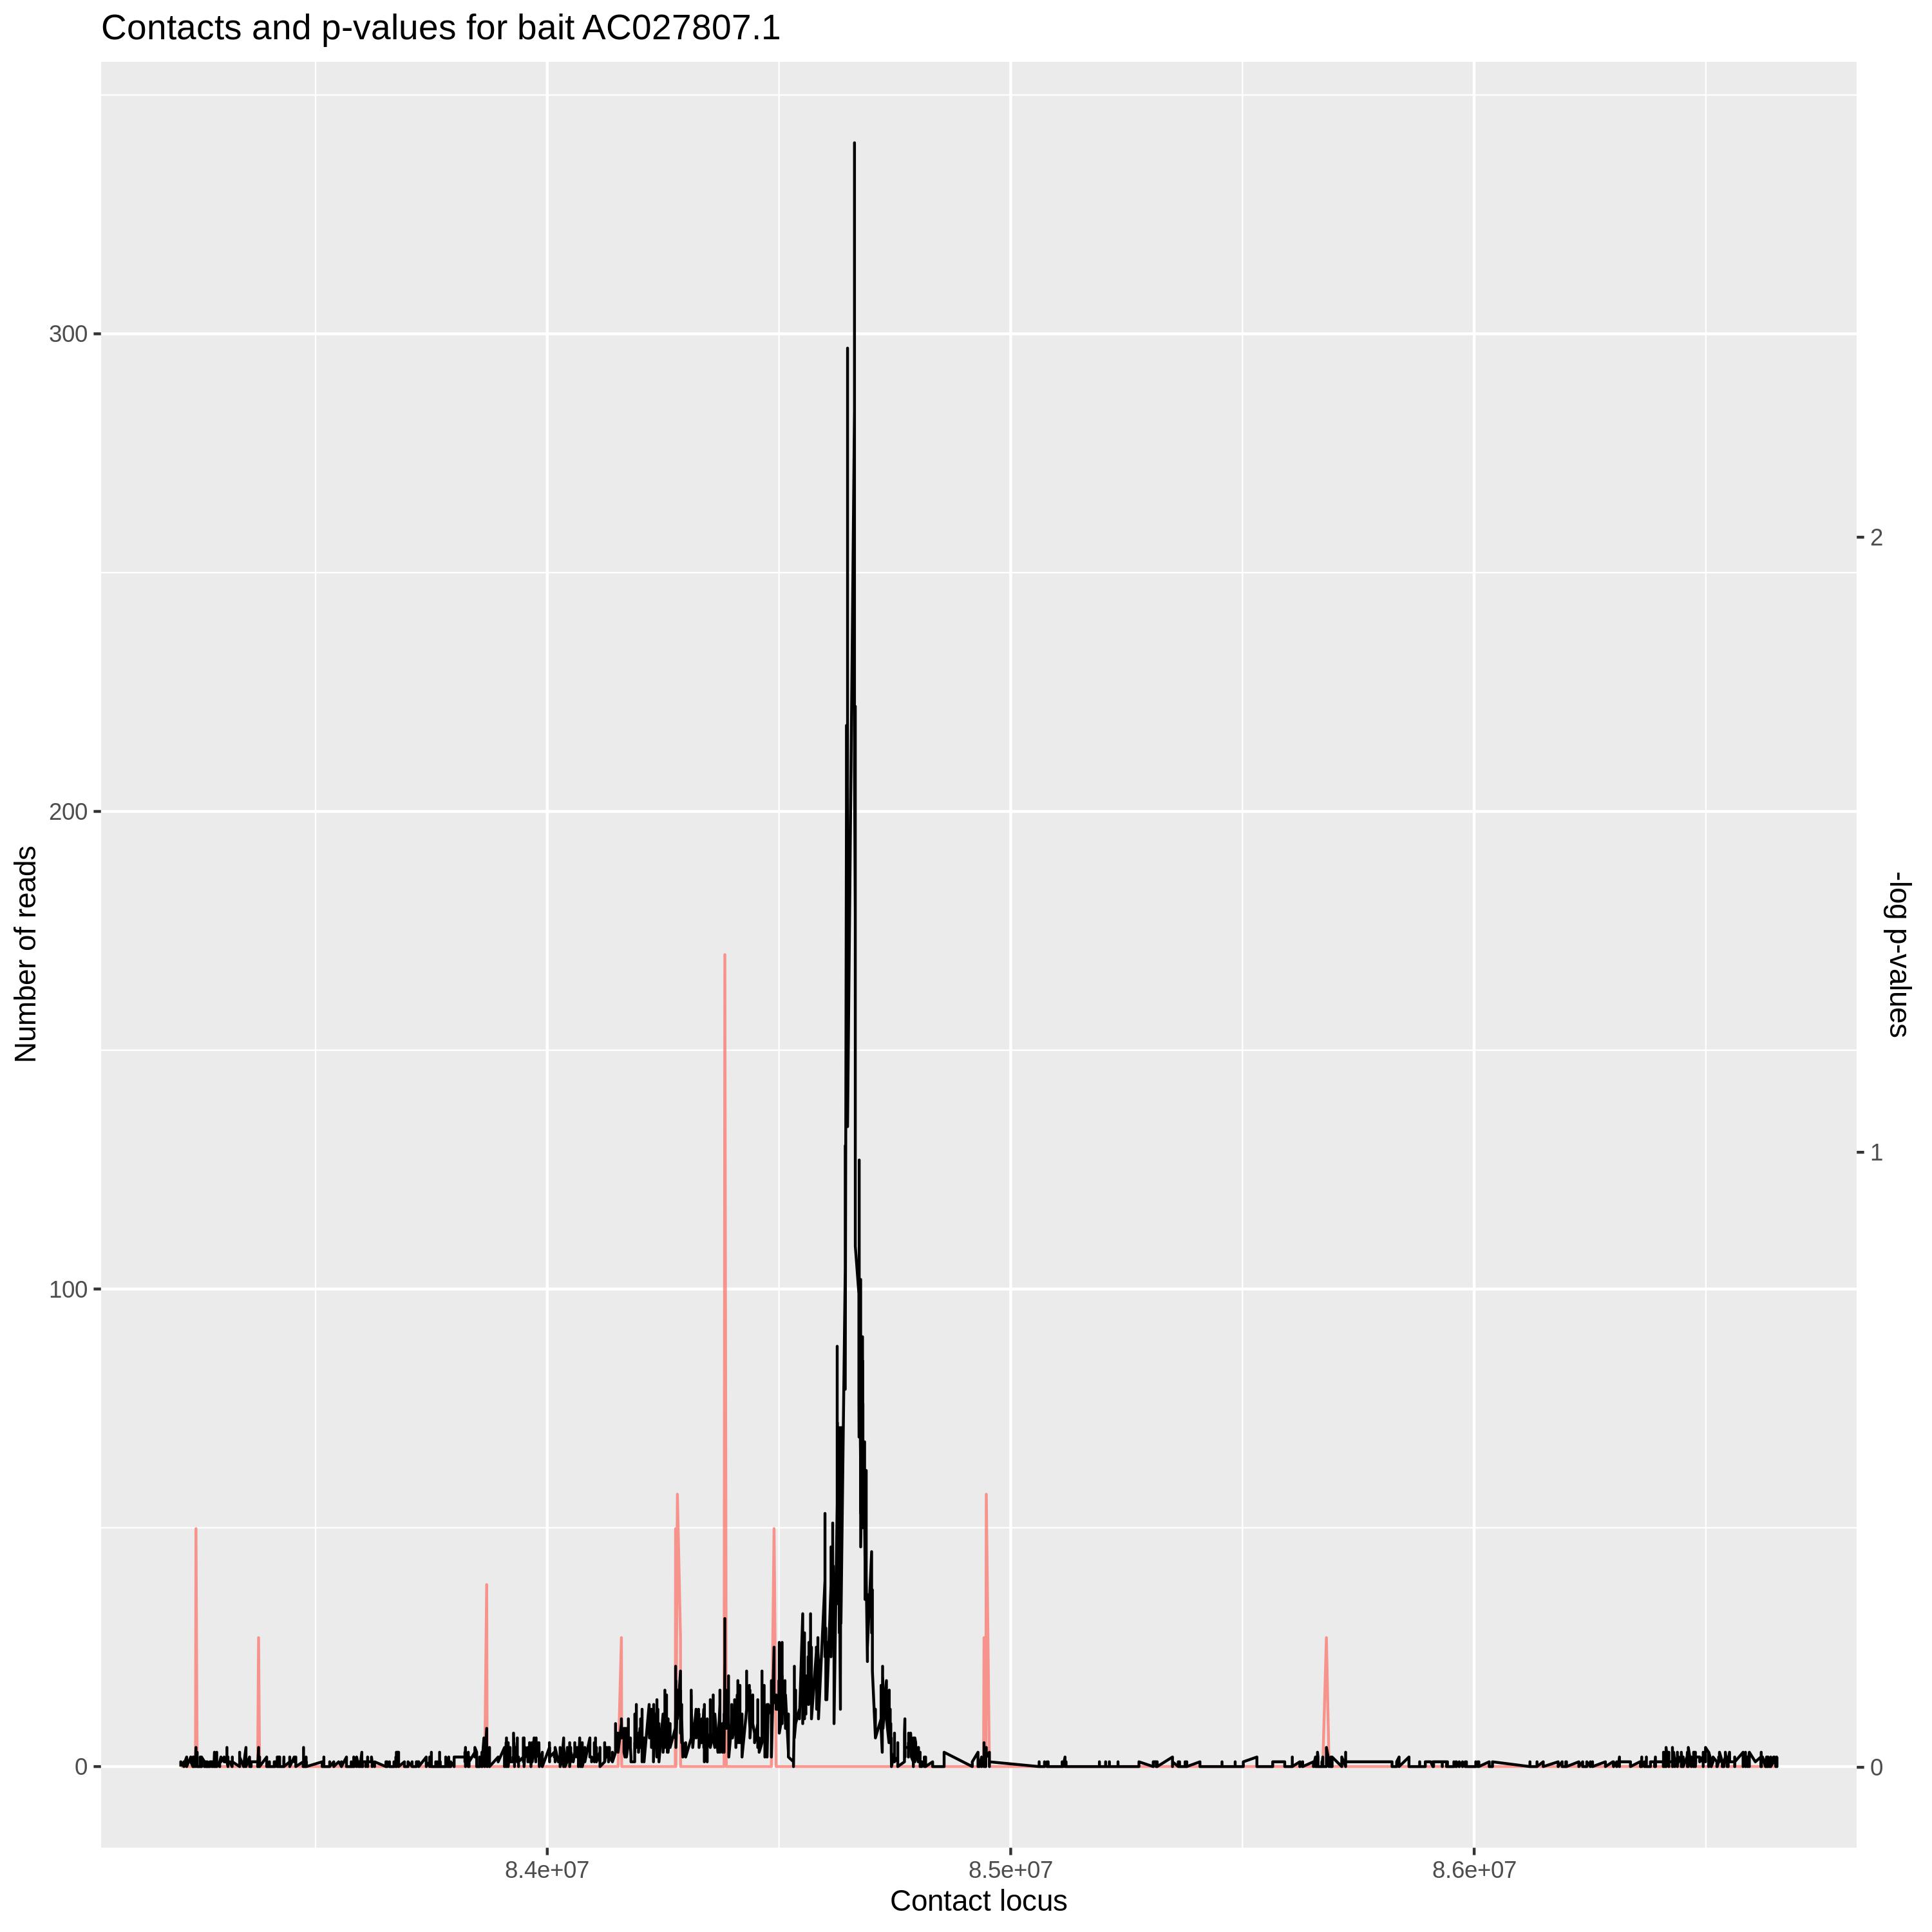 Contacts and p-values for bait AC027807.1
300
200
100
0
Number of reads
2
1
0
-log p-values
8.4e+07
8.5e+07
8.6e+07
Contact locus